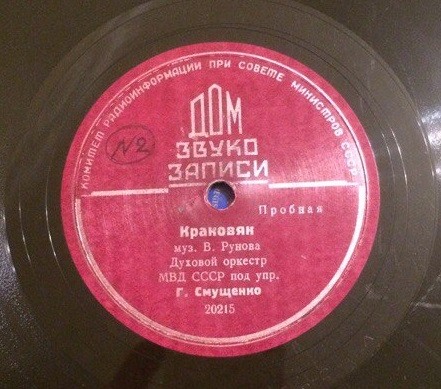 КОМИТЕТ РАДИОИНФОРМАЦИИ ПРИ СОВЕТЕ МИНИСТРОВ СССР
ДОМ
ЗВУКО
ЗАПИСИ
№2
Пробная
Краковяк
муз. В. Рунова
Духовой оркестр
МВД СССР под упр.
Г. Смущенко
20215